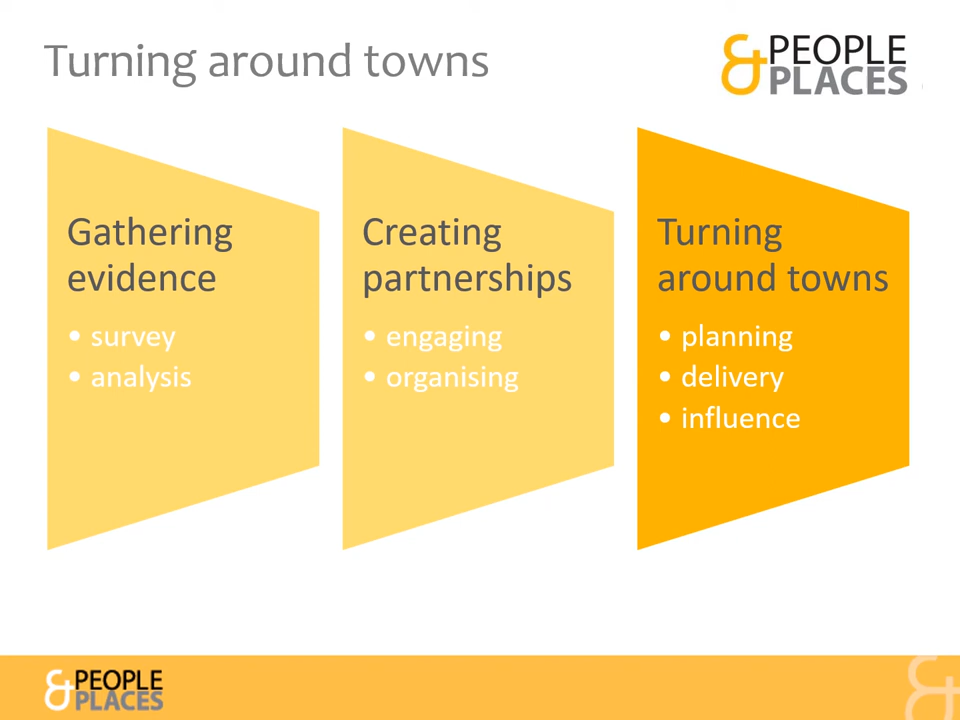 Turning around towns
& PEOPLE
PLACES
Gathering
evidence
• survey
• analysis
Creating
partnerships
• engaging
• organising
Turning
around towns
• planning
• delivery
• influence
& PEOPLE
PLACES
&